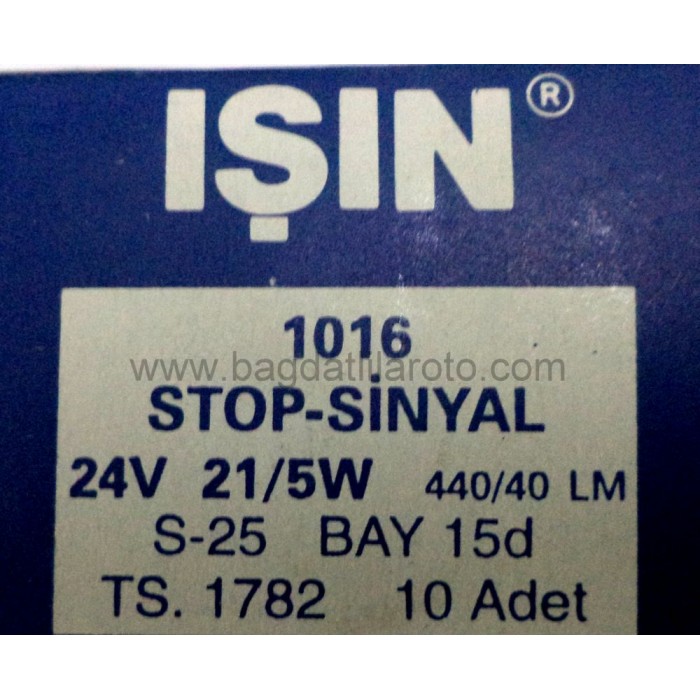 IŞIN®
1016
www.bagdatlilaroto.com
STOP-SİNYAL
24V 21/5W 440/40 LM
S-25 BAY 15d
TS. 1782 10 Adet